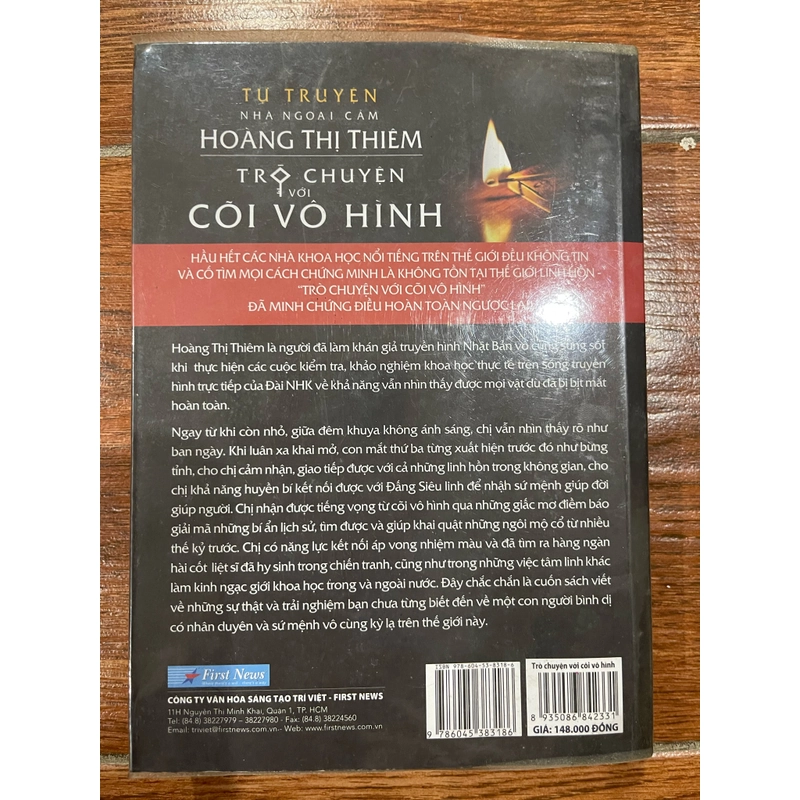 TỰ TRUYỆN
NHÀ NGOẠI CẢM
HOÀNG THỊ THIÊM
TRÒ CHUYỆN
VỚI
CÕI VÔ HÌNH
HẦU HẾT CÁC NHÀ KHOA HỌC NỔI TIẾNG TRÊN THẾ GIỚI ĐỀU KHÔNG TIN
VÀ CỐ TÌM MỌI CÁCH CHỨNG MINH LÀ KHÔNG TỒN TẠI THẾ GIỚI LINH HỒN -
“TRÒ CHUYỆN VỚI CÕI VÔ HÌNH”
ĐÃ MINH CHỨNG ĐIỀU HOÀN TOÀN NGƯỢC LẠI
Hoàng Thị Thiêm là người đã làm khán giả truyền hình Nhật Bản vô cùng sửng sốt
khi thực hiện các cuộc kiểm tra, khảo nghiệm khoa học thực tế trên sóng truyền
hình trực tiếp của Đài NHK về khả năng vẫn nhìn thấy được mọi vật dù đã bị bịt mắt
hoàn toàn.
Ngay từ khi còn nhỏ, giữa đêm khuya không ánh sáng, chị vẫn nhìn thấy rõ như
ban ngày. Khi luân xa khai mở, con mắt thứ ba từng xuất hiện trước đó như bừng
tỉnh, cho chị cảm nhận, giao tiếp được với cả những linh hồn trong không gian, cho
chị khả năng huyền bí kết nối được với Đấng Siêu linh để nhận sứ mệnh giúp đời
giúp người. Chị nhận được tiếng vọng từ cõi vô hình qua những giấc mơ điềm báo
giải mã những bí ẩn lịch sử, tìm được và giúp khai quật những ngôi mộ cổ từ nhiều
thế kỷ trước. Chị có năng lực kết nối áp vong nhiệm màu và đã tìm ra hàng ngàn
hài cốt liệt sĩ đã hy sinh trong chiến tranh, cũng như trong những việc tâm linh khác
làm kinh ngạc giới khoa học trong và ngoài nước. Đây chắc chắn là cuốn sách viết
về những sự thật và trải nghiệm bạn chưa từng biết đến về một con người bình dị
có nhân duyên và sứ mệnh vô cùng kỳ lạ trên thế giới này.
First News
CÔNG TY VĂN HÓA SÁNG TẠO TRÍ VIỆT - FIRST NEWS
11H Nguyễn Thị Minh Khai, Quận 1, TP. HCM
Tel: (84.8) 38227979 – 38227980 - Fax: (84.8) 38224560
Email: triviet@firstnews.com.vn- Web: www.firstnews.com.vn
ISBN 978-604-53-8318-6
9 786045 383186
Trò chuyện với cõi vô hình
8 935086 842331
GIÁ: 148.000 ĐỒNG